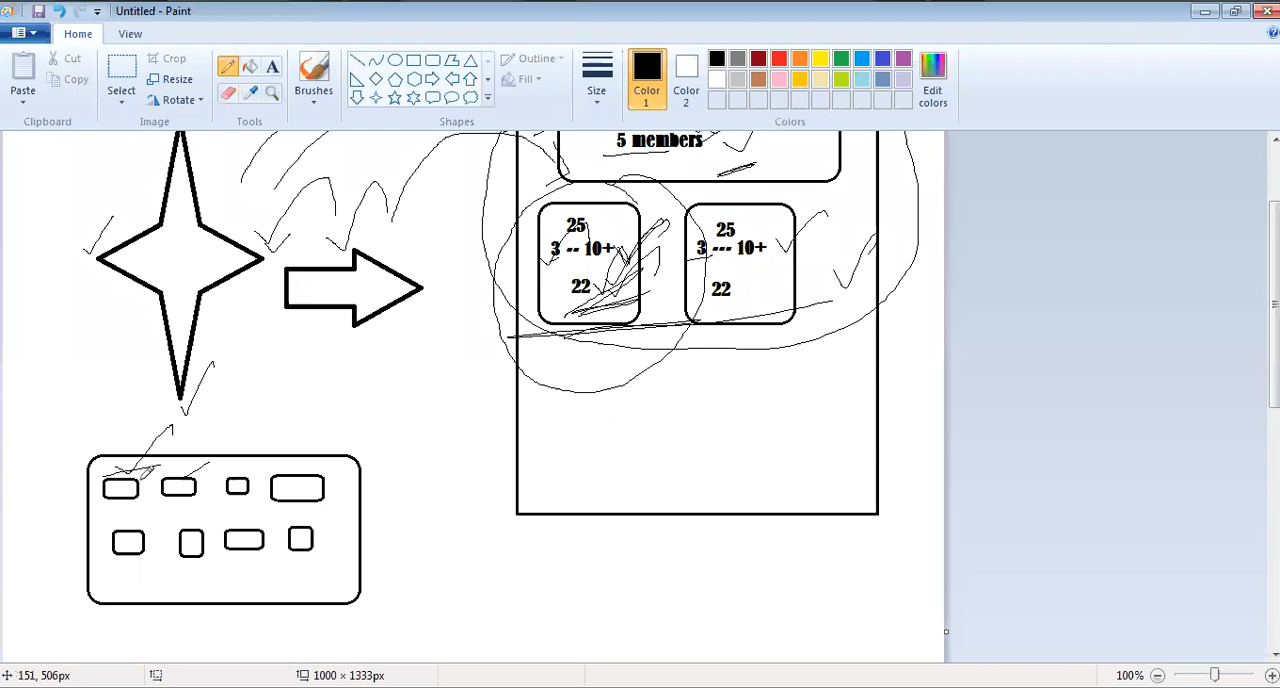 Untitled - Paint
Home View
Paste
Cut
Copy
Clipboard
Select
Crop
Resize
Rotate
Image
A
Tools
Brushes
Shapes
Outline
Fill
Size
Color 1
Color 2
Edit colors
Colors
5 members
25
3 -- 10+
22
25
3 --- 10+
22
151, 506px
1000 × 1333px
100%